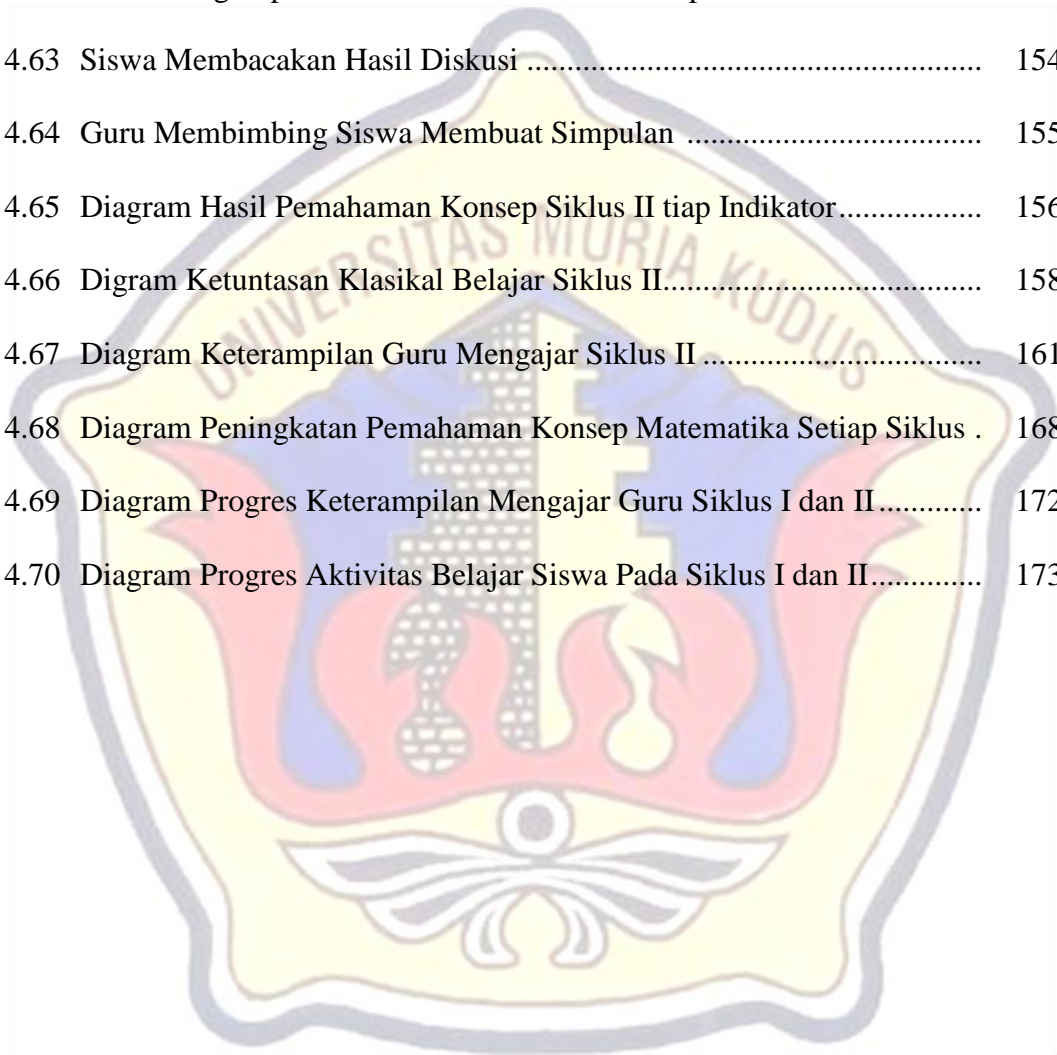 4.63 Siswa Membacakan Hasil Diskusi ........................................................ 154
4.64 Guru Membimbing Siswa Membuat Simpulan .................................... 155
4.65 Diagram Hasil Pemahaman Konsep Siklus II tiap Indikator.................. 156
4.66 Digram Ketuntasan Klasikal Belajar Siklus II....................................... 158
4.67 Diagram Keterampilan Guru Mengajar Siklus II .................................. 161
4.68 Diagram Peningkatan Pemahaman Konsep Matematika Setiap Siklus . 168
4.69 Diagram Progres Keterampilan Mengajar Guru Siklus I dan II............. 172
4.70 Diagram Progres Aktivitas Belajar Siswa Pada Siklus I dan II.............. 173
UNIVERSITAS MURIA KUDUS